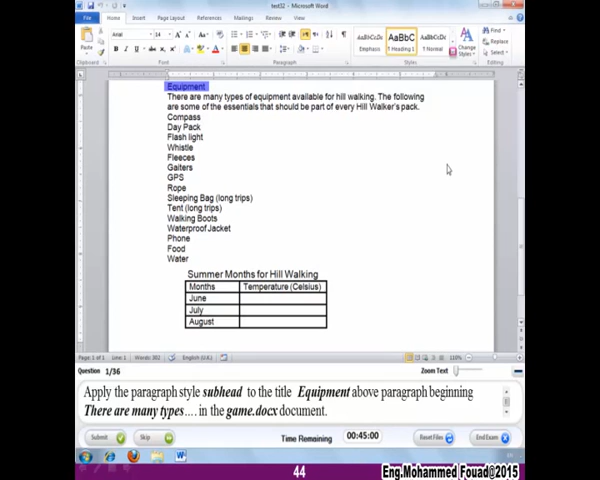 test32 - Microsoft Word
File Home Insert Page Layout References Mailings Review View
Paste
Arial 14
AaBbCcDc AaBbC AaBbCcDc
Emphasis ¶ Heading 1 ¶ Normal
Change Styles
Find
Replace
Select
Clipboard Font Paragraph Styles Editing
Equipment
There are many types of equipment available for hill walking. The following
are some of the essentials that should be part of every Hill Walker's pack.
Compass
Day Pack
Flash light
Whistle
Fleeces
Gaiters
GPS
Rope
Sleeping Bag (long trips)
Tent (long trips)
Walking Boots
Waterproof Jacket
Phone
Food
Water
Summer Months for Hill Walking
Months Temperature (Celsius)
June
July
August
Page: 1 of 1 Line: 1 Words: 302 English (U.K.) 110%
Question 1/36 Zoom Text
Apply the paragraph style subhead to the title Equipment above paragraph beginning
There are many types.... in the game.docx document.
Submit Skip Time Remaining 00:45:00 Reset Files End Exam
44
Eng.Mohammed Fouad@2015